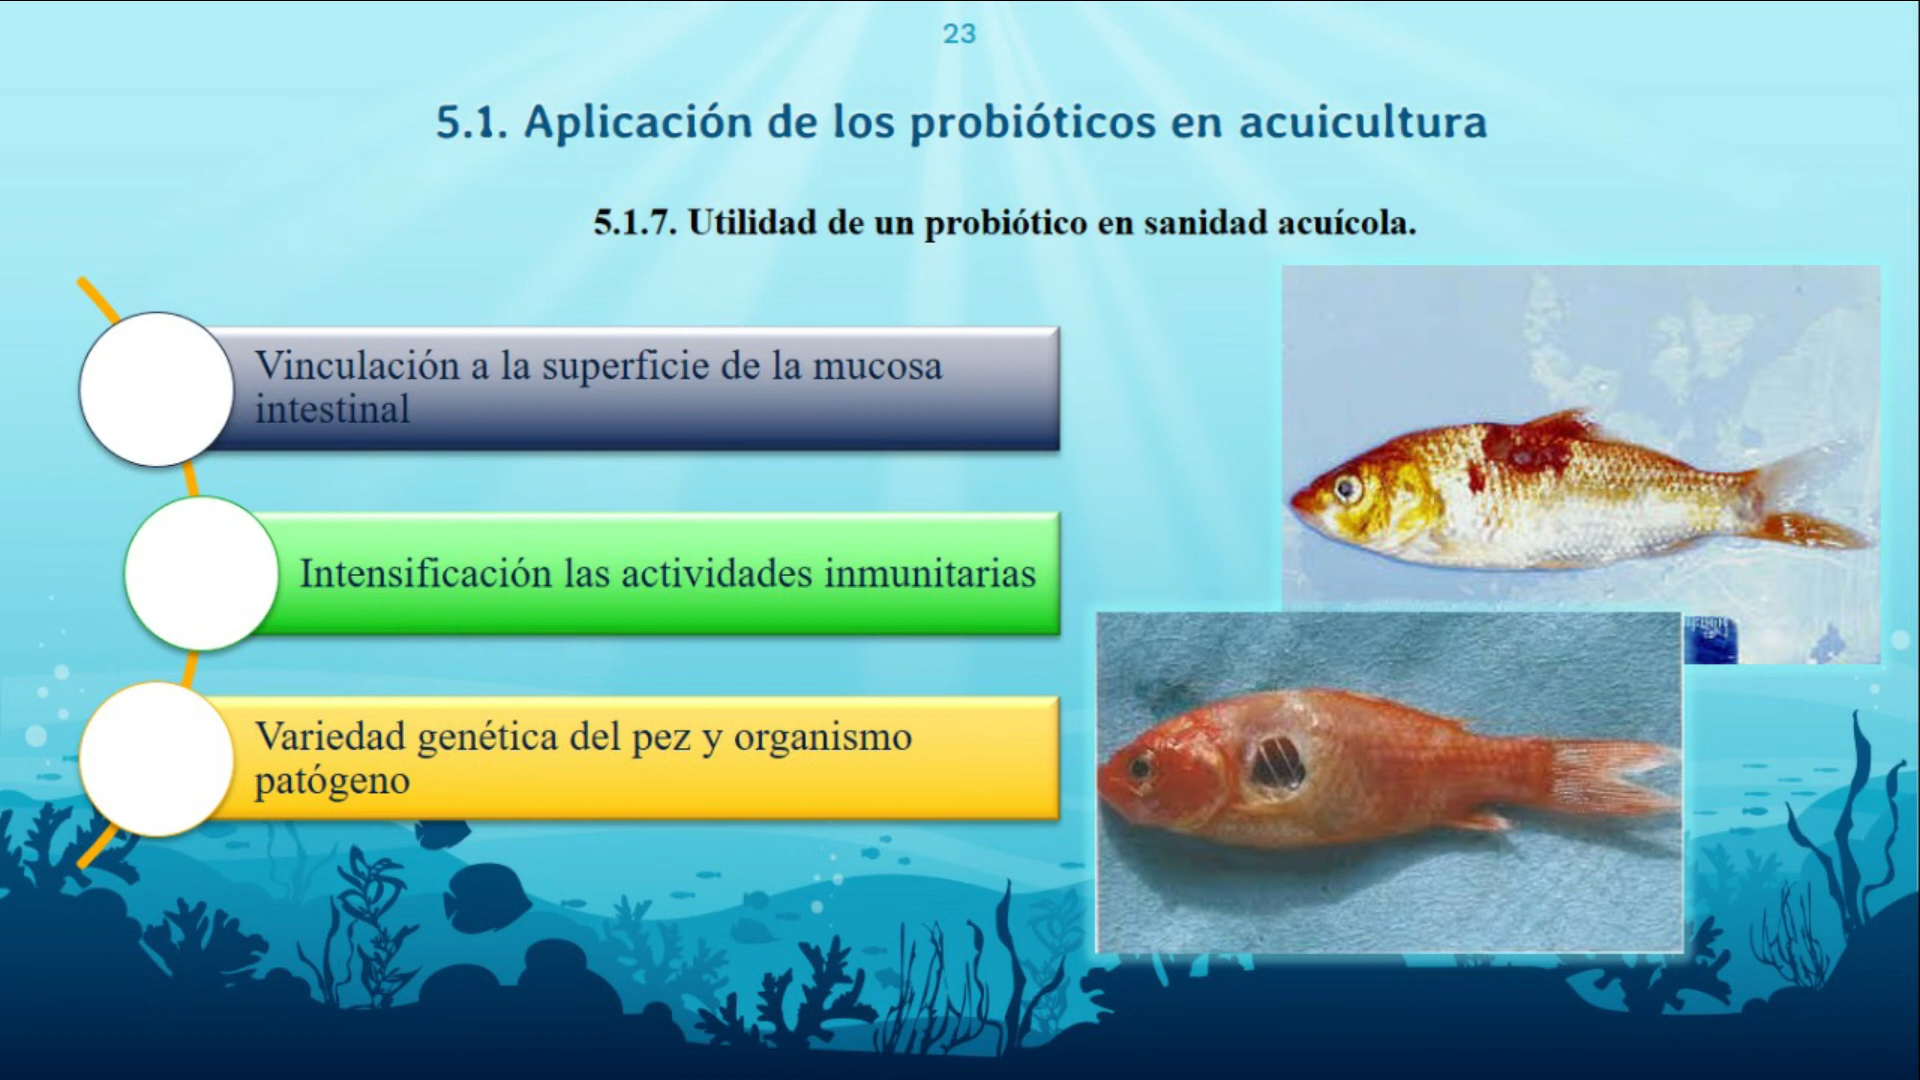 23
5.1. Aplicación de los probióticos en acuicultura
5.1.7. Utilidad de un probiótico en sanidad acuícola.
Vinculación a la superficie de la mucosa
intestinal
Intensificación las actividades inmunitarias
Variedad genética del pez y organismo
patógeno